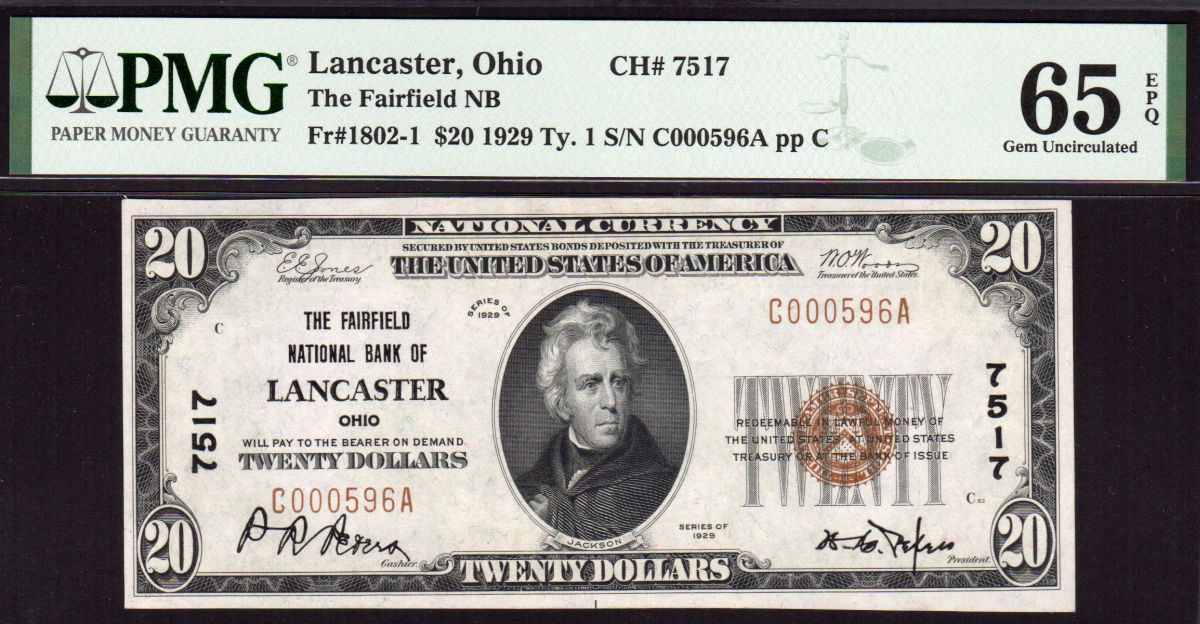 PMG®
PAPER MONEY GUARANTY
Lancaster, Ohio CH# 7517
The Fairfield NB
Fr#1802-1 $20 1929 Ty. 1 S/N C000596A pp C
65 EPQ
Gem Uncirculated
NATIONAL CURRENCY
SECURED BY UNITED STATES BONDS DEPOSITED WITH THE TREASURER OF
THE UNITED STATES OF AMERICA
20
20
E E Jones
Register of the Treasury.
W.O. Woods
Treasurer of the United States.
SERIES OF
1929
C
C000596A
THE FAIRFIELD
NATIONAL BANK OF
LANCASTER
OHIO
WILL PAY TO THE BEARER ON DEMAND
TWENTY DOLLARS
C000596A
7517
7517
TWENTY
REDEEMABLE IN LAWFUL MONEY OF
THE UNITED STATES AT UNITED STATES
TREASURY OR AT THE BANK OF ISSUE
C 83
JACKSON
SERIES OF
1929
Cashier.
President.
20
TWENTY DOLLARS
20